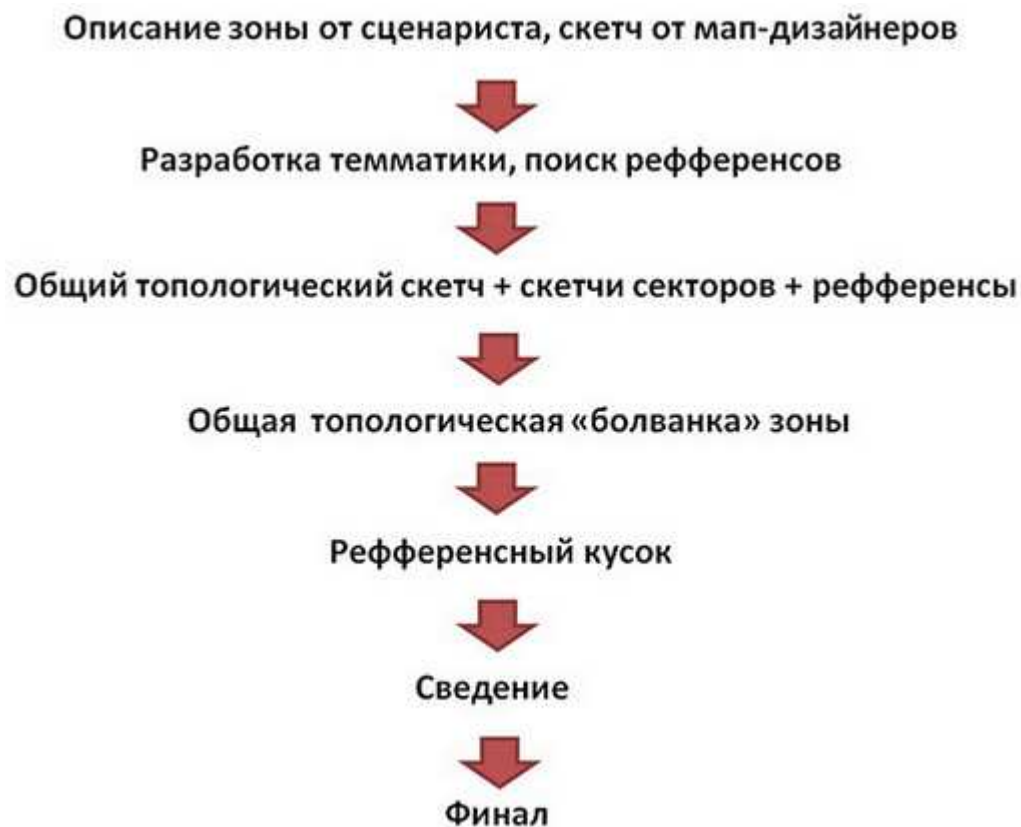 Описание зоны от сценариста, скетч от мап-дизайнеров
Разработка темматики, поиск рефференсов
Общий топологический скетч + скетчи секторов + рефференсы
Общая топологическая «болванка» зоны
Рефференсный кусок
Сведение
Финал